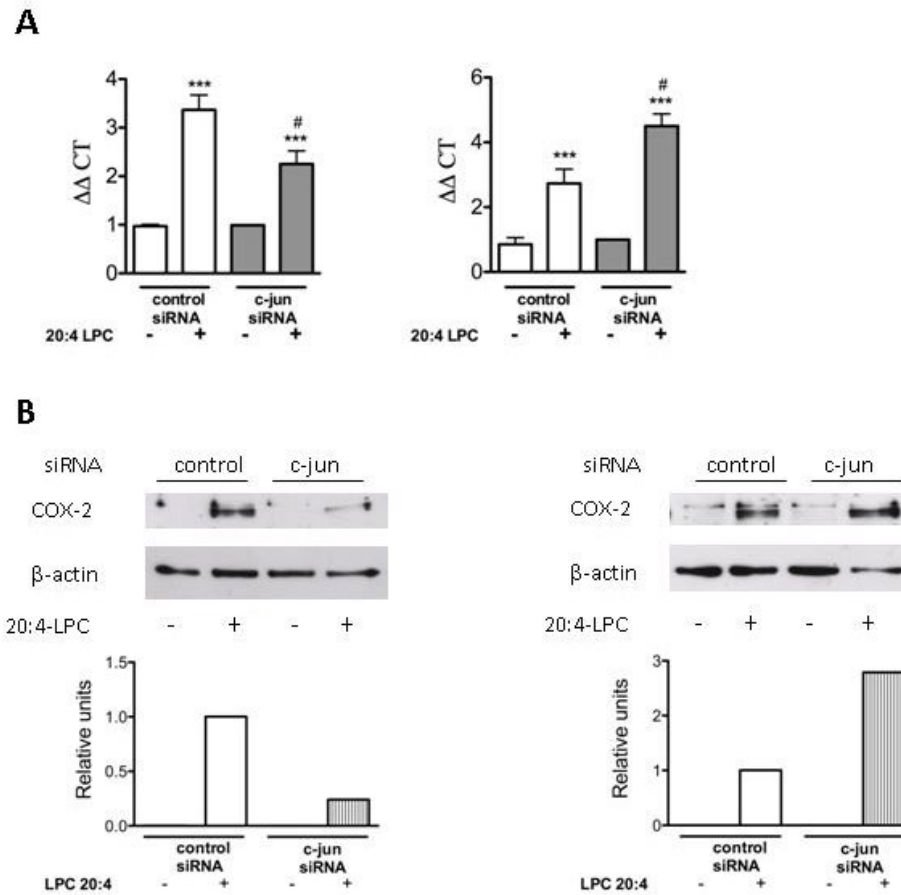 A
4
3
2
1
0
ΔΔ CT
***
#
***
control
siRNA
c-jun
siRNA
20:4 LPC - + - +
6
4
2
0
ΔΔ CT
***
#
***
control
siRNA
c-jun
siRNA
20:4 LPC - + - +
B
siRNA control c-jun
COX-2
β-actin
20:4-LPC - + - +
1.5
1.0
0.5
0.0
Relative units
control
siRNA
c-jun
siRNA
LPC 20:4 - + - +
siRNA control c-jun
COX-2
β-actin
20:4-LPC - + - +
3
2
1
0
Relative units
control
siRNA
c-jun
siRNA
LPC 20:4 - + - +